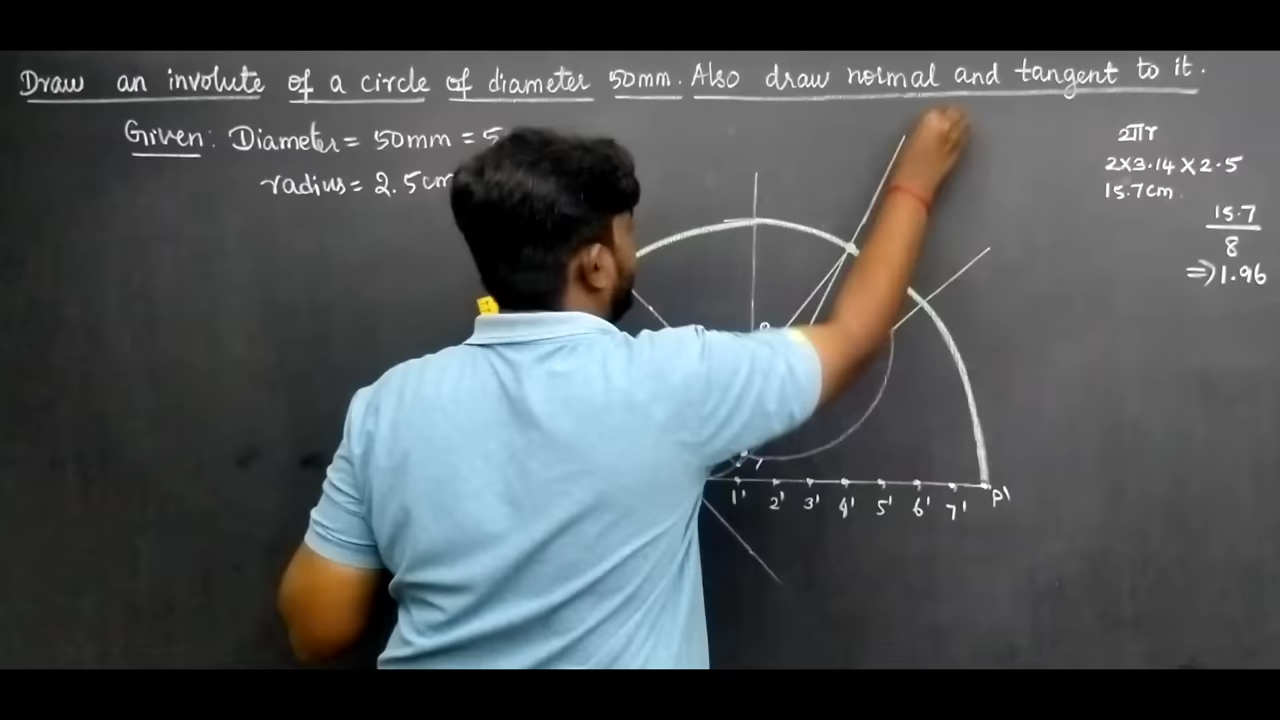 Draw an involute of a circle of diameter 50mm. Also draw normal and tangent to it.
Given: Diameter = 50mm = 5
radius = 2.5cm
2πr
2×3.14×2.5
15.7cm
15.7
8
⇒1.96
1' 2' 3' 4' 5' 6' 7' P'